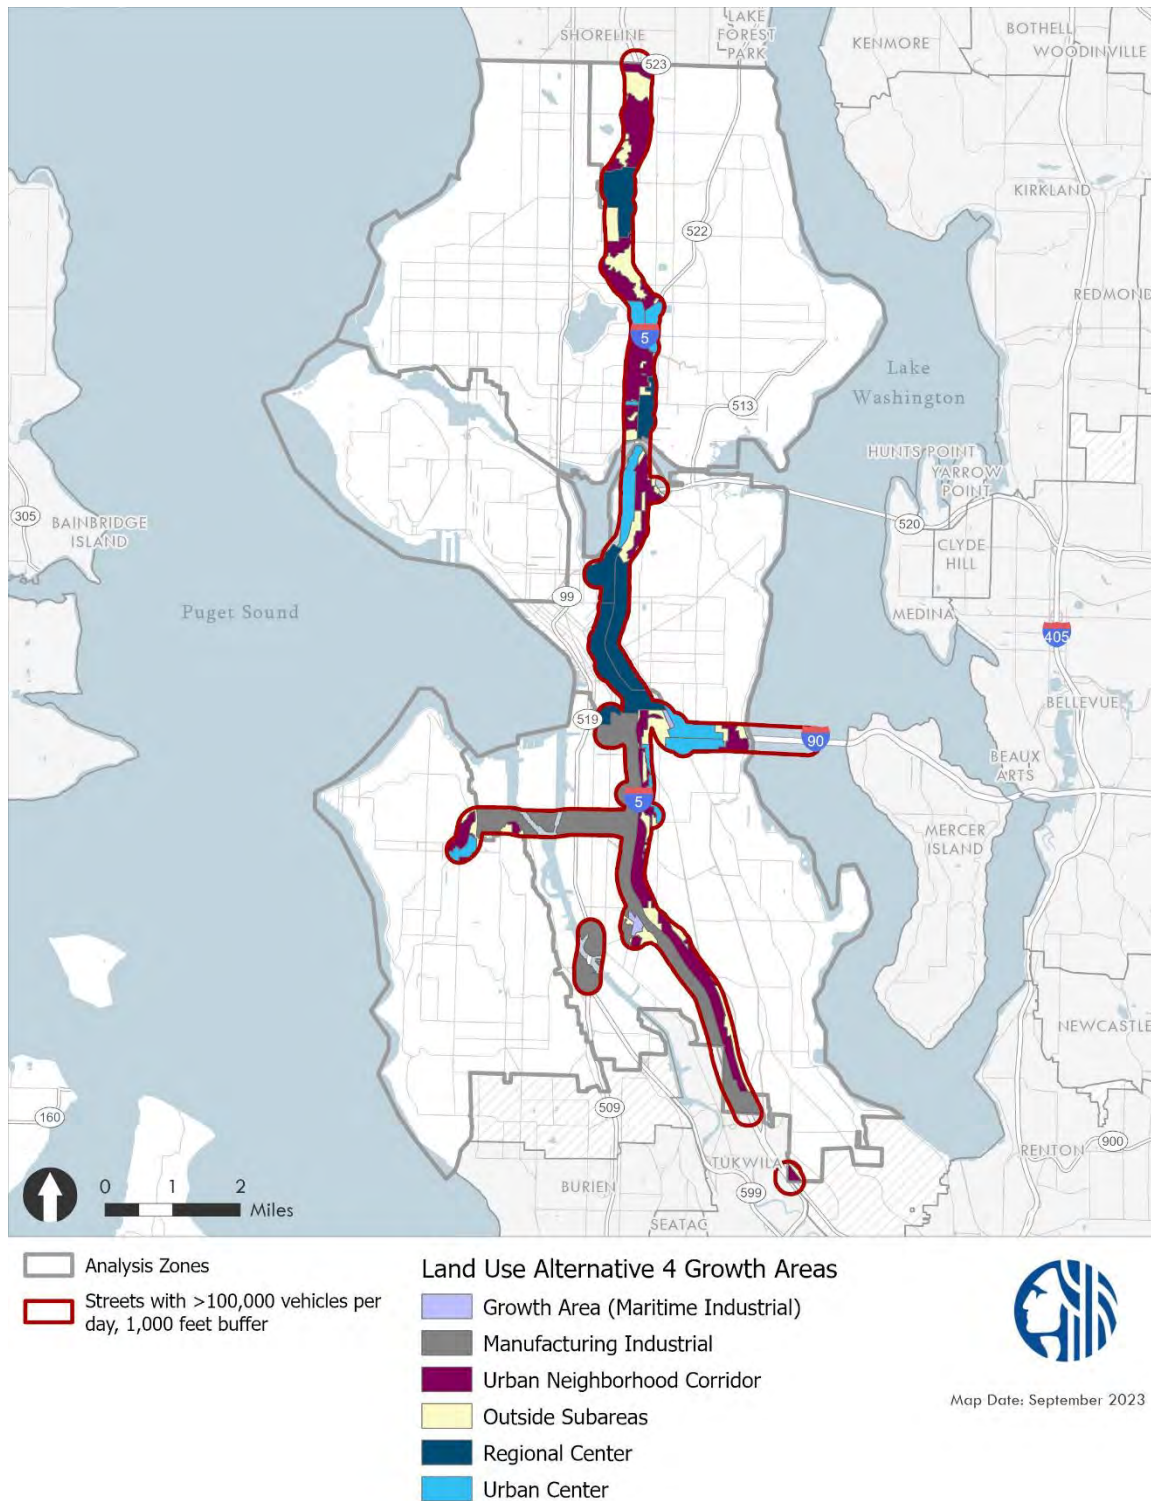 SHORELINE
LAKE
FOREST
PARK
BOTHELL
KENMORE
WOODINVILLE
523
KIRKLAND
522
REDMOND
5
Lake
Washington
513
HUNTS POINT
YARROW
POINT
305
BAINBRIDGE
ISLAND
520
CLYDE
HILL
99
Puget Sound
MEDINA
405
BELLEVUE
519
90
BEAUX
ARTS
5
MERCER
ISLAND
NEWCASTLE
160
509
RENTON
900
TUKWILA
BURIEN
599
SEATAC
0 1 2
Miles
Analysis Zones
Streets with >100,000 vehicles per
day, 1,000 feet buffer
Land Use Alternative 4 Growth Areas
Growth Area (Maritime Industrial)
Manufacturing Industrial
Urban Neighborhood Corridor
Outside Subareas
Regional Center
Urban Center
Map Date: September 2023